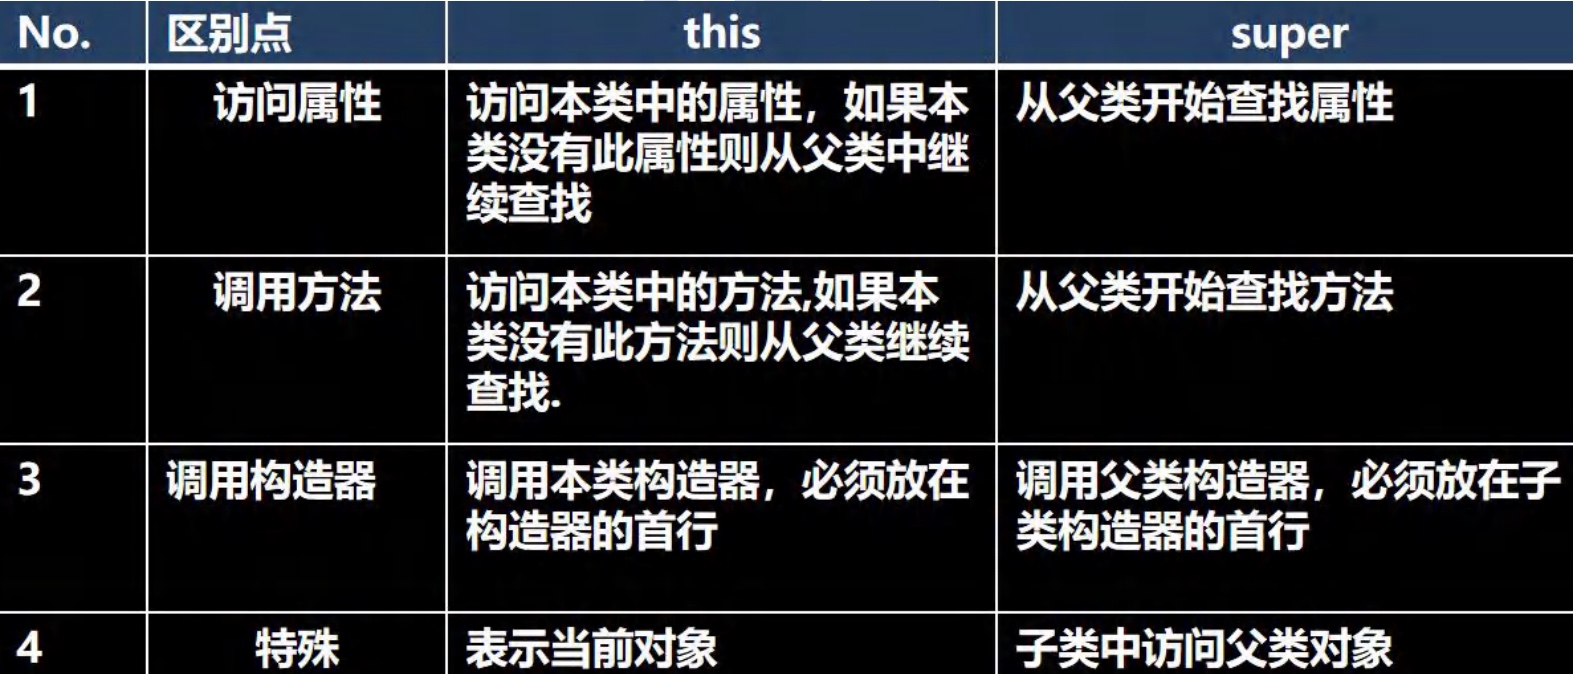 No. 区别点 this super
1 访问属性 访问本类中的属性，如果本 从父类开始查找属性
类没有此属性则从父类中继
续查找
2 调用方法 访问本类中的方法,如果本 从父类开始查找方法
类没有此方法则从父类继续
查找.
3 调用构造器 调用本类构造器，必须放在 调用父类构造器，必须放在子
构造器的首行 类构造器的首行
4 特殊 表示当前对象 子类中访问父类对象